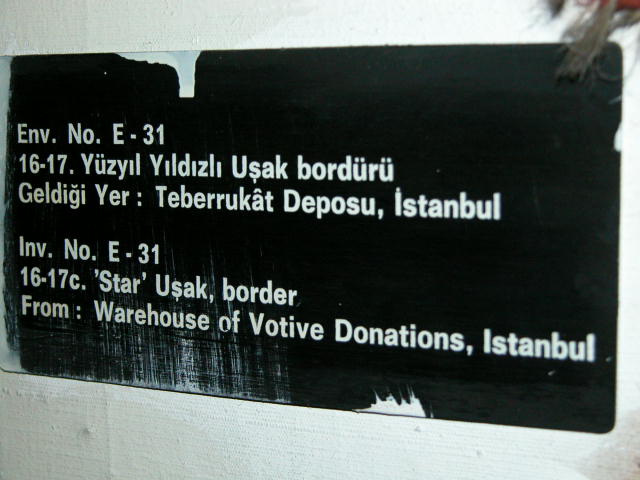 Env. No. E - 31
16-17. Yüzyıl Yıldızlı Uşak bordürü
Geldiği Yer : Teberrukât Deposu, İstanbul
Inv. No. E - 31
16-17c. 'Star' Uşak, border
From : Warehouse of Votive Donations, Istanbul